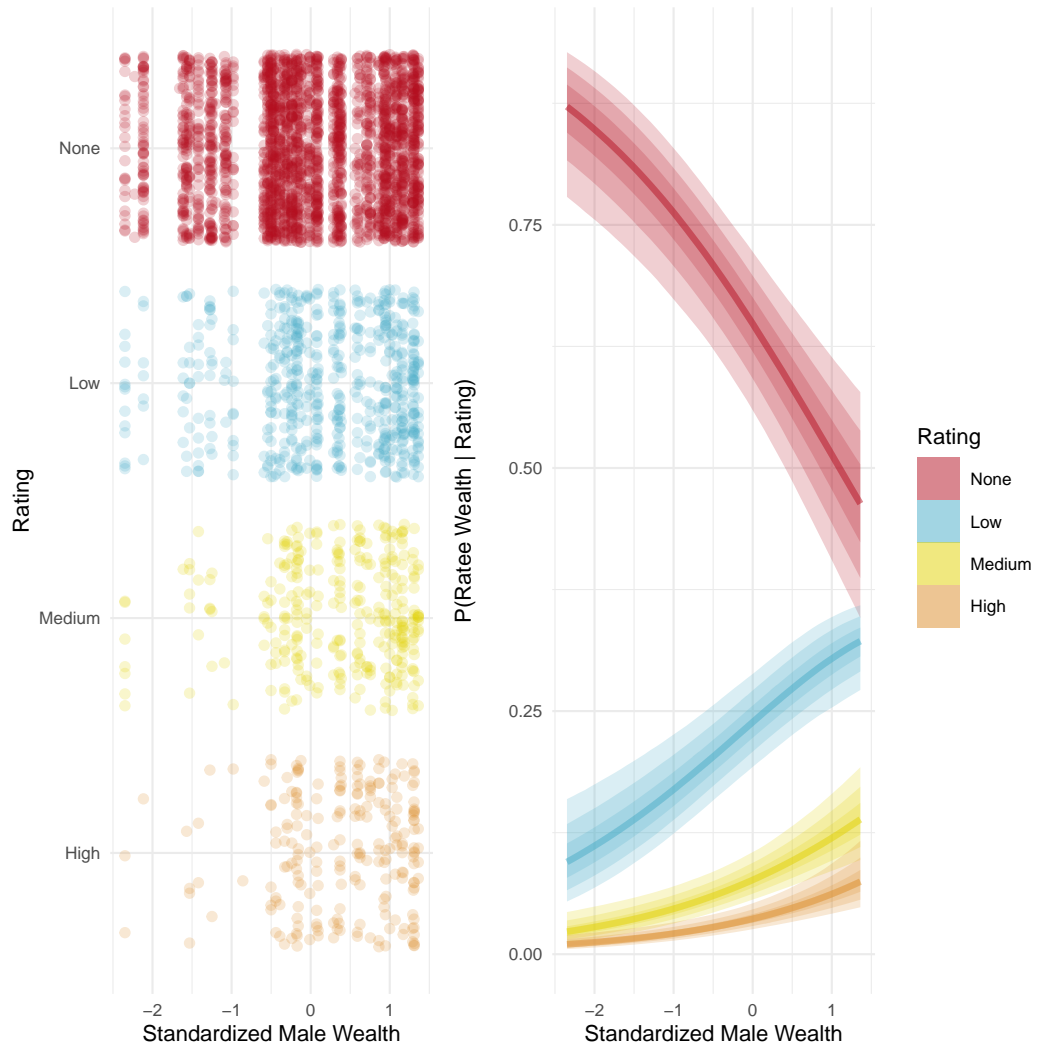 Rating
None
Low
Medium
High
−2
−1
0
1
Standardized Male Wealth
P(Ratee Wealth | Rating)
0.75
0.50
0.25
0.00
−2
−1
0
1
Standardized Male Wealth
Rating
None
Low
Medium
High